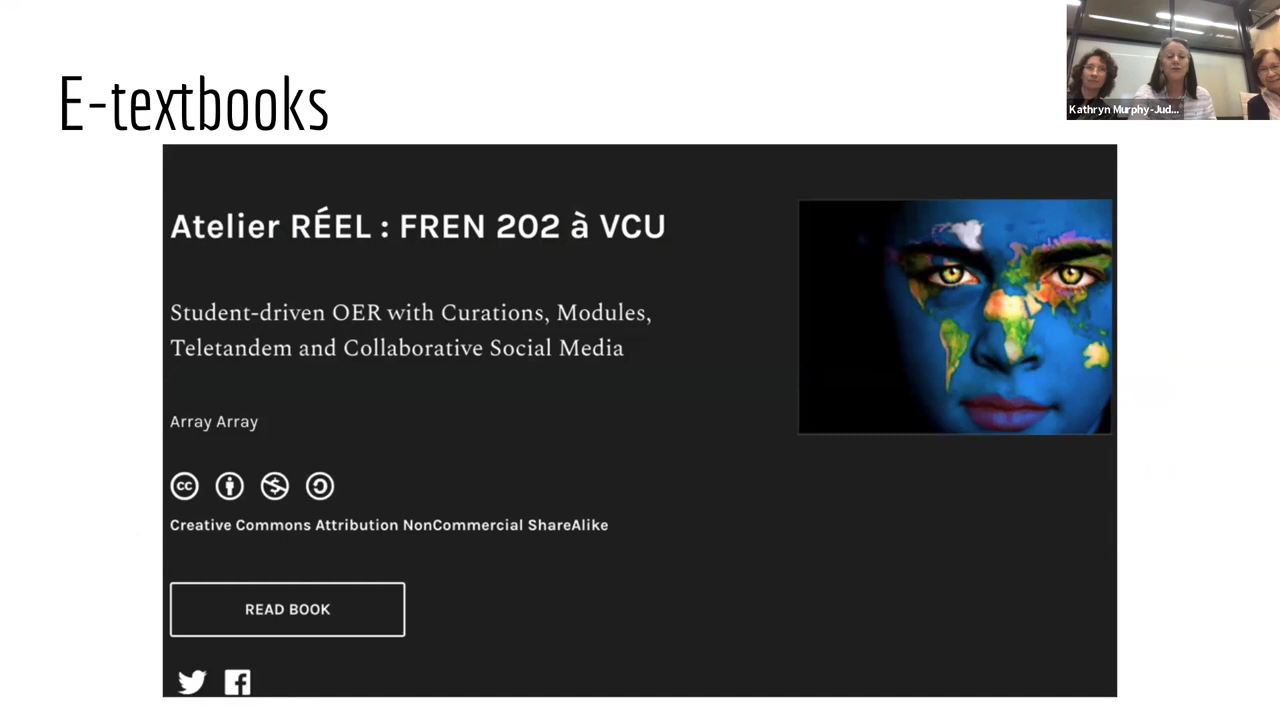 E-textbooks
Kathryn Murphy-Jud...
Atelier RÉEL : FREN 202 à VCU
Student-driven OER with Curations, Modules,
Teletandem and Collaborative Social Media
Array Array
cc
Creative Commons Attribution NonCommercial ShareAlike
READ BOOK